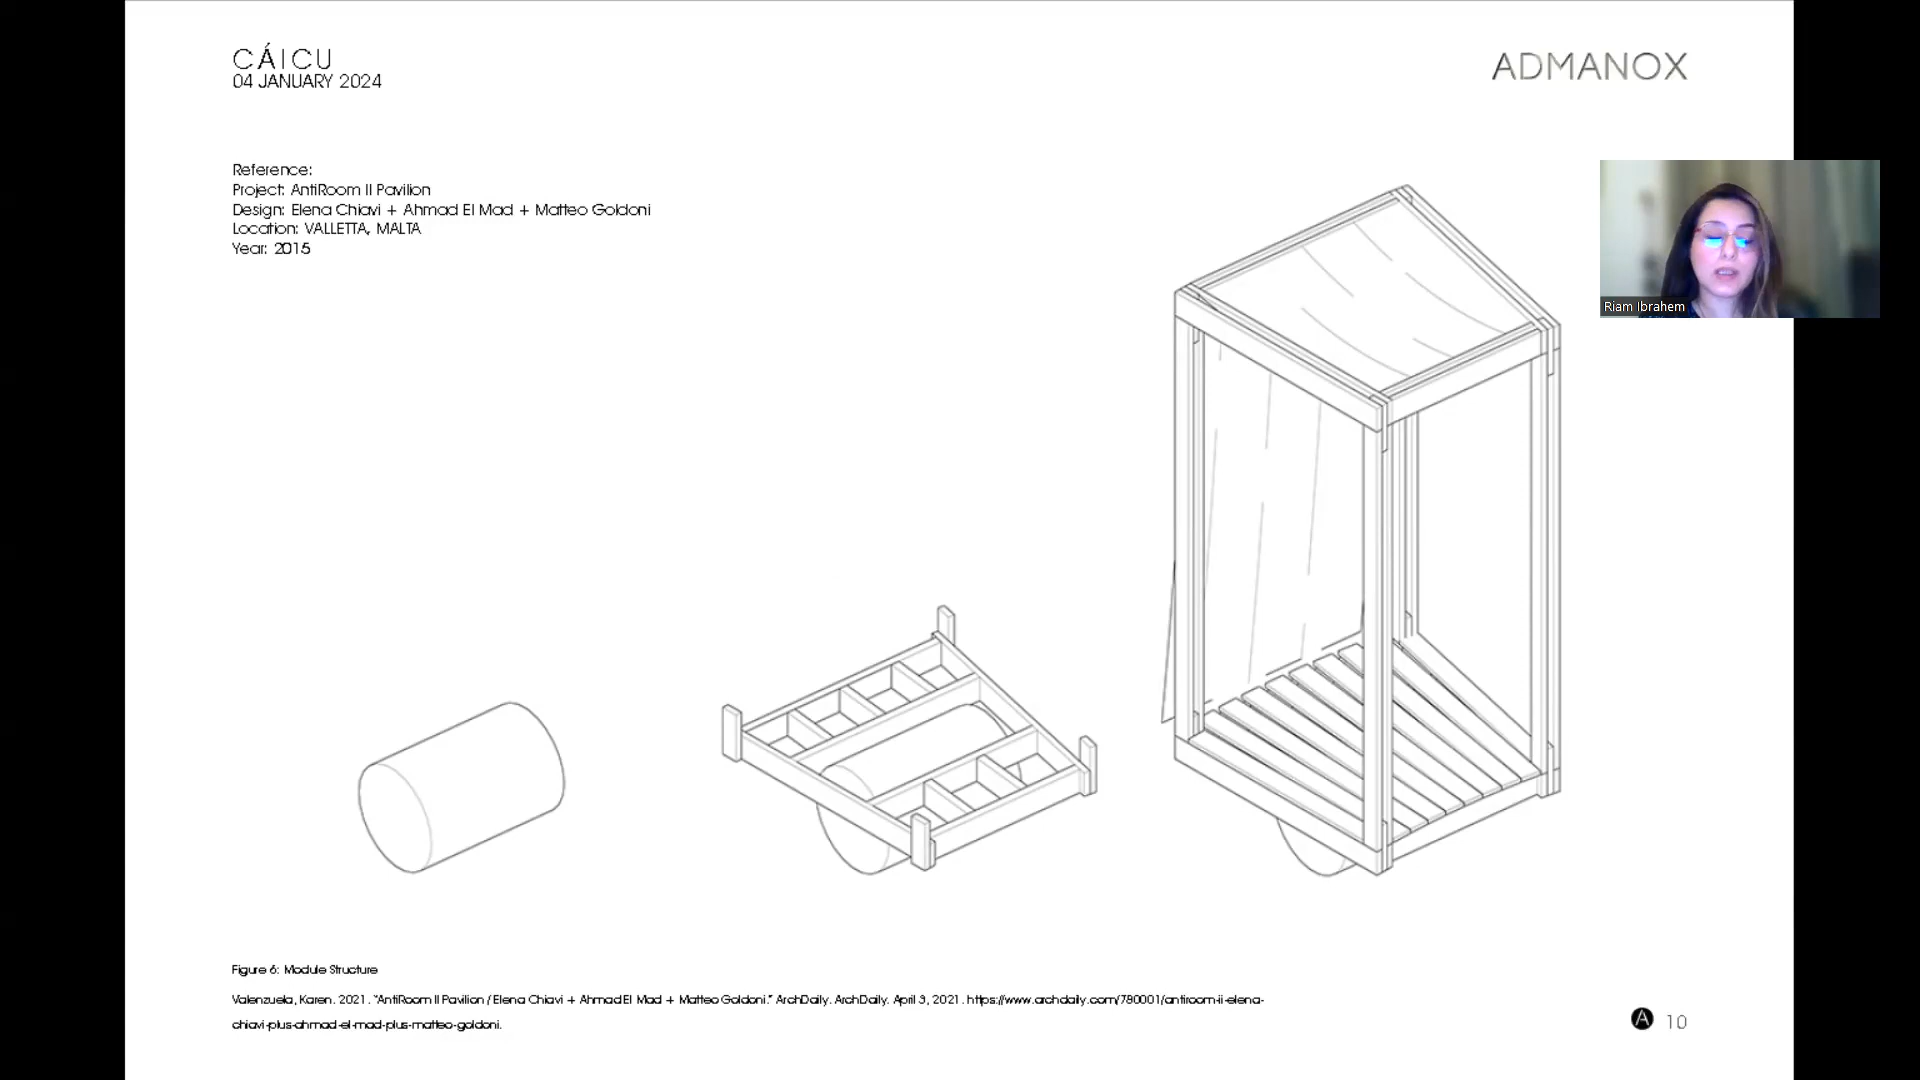 CÁICU
04 JANUARY 2024
ADMANOX
Reference:
Project: AntiRoom II Pavilion
Design: Elena Chiavi + Ahmad El Mad + Matteo Goldoni
Location: VALLETTA, MALTA
Year: 2015
Riam Ibrahem
Figure 6: Module Structure
Valenzuela, Karen. 2021. "AntiRoom II Pavilion / Elena Chiavi + Ahmad El Mad + Matteo Goldoni." ArchDaily. ArchDaily. April 3, 2021. https://www.archdaily.com/780001/antiroom-ii-elena-
chiavi-plus-ahmad-el-mad-plus-matteo-goldoni.
A 10